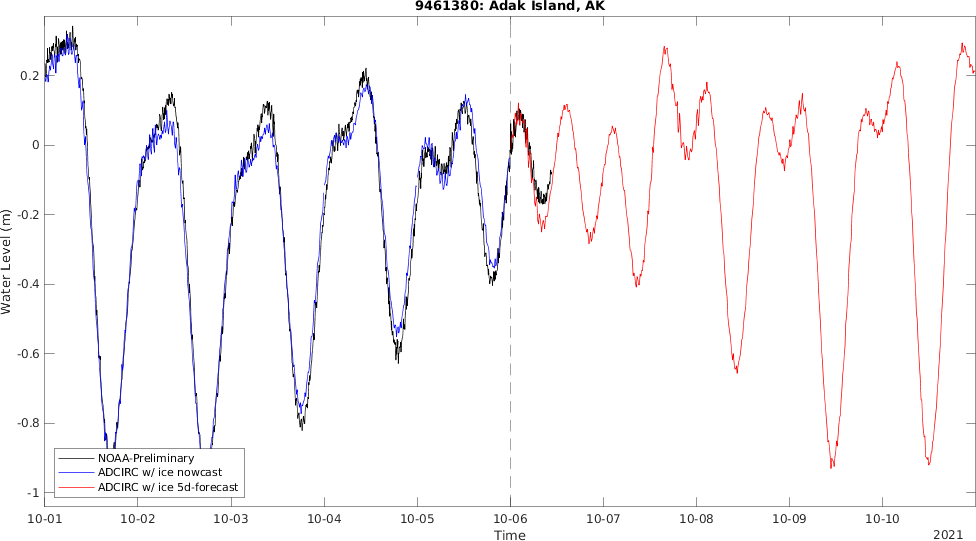 9461380: Adak Island, AK
Water Level (m)
0.2
0
-0.2
-0.4
-0.6
-0.8
-1
NOAA-Preliminary
ADCIRC w/ ice nowcast
ADCIRC w/ ice 5d-forecast
10-01 10-02 10-03 10-04 10-05 10-06 10-07 10-08 10-09 10-10
Time
2021